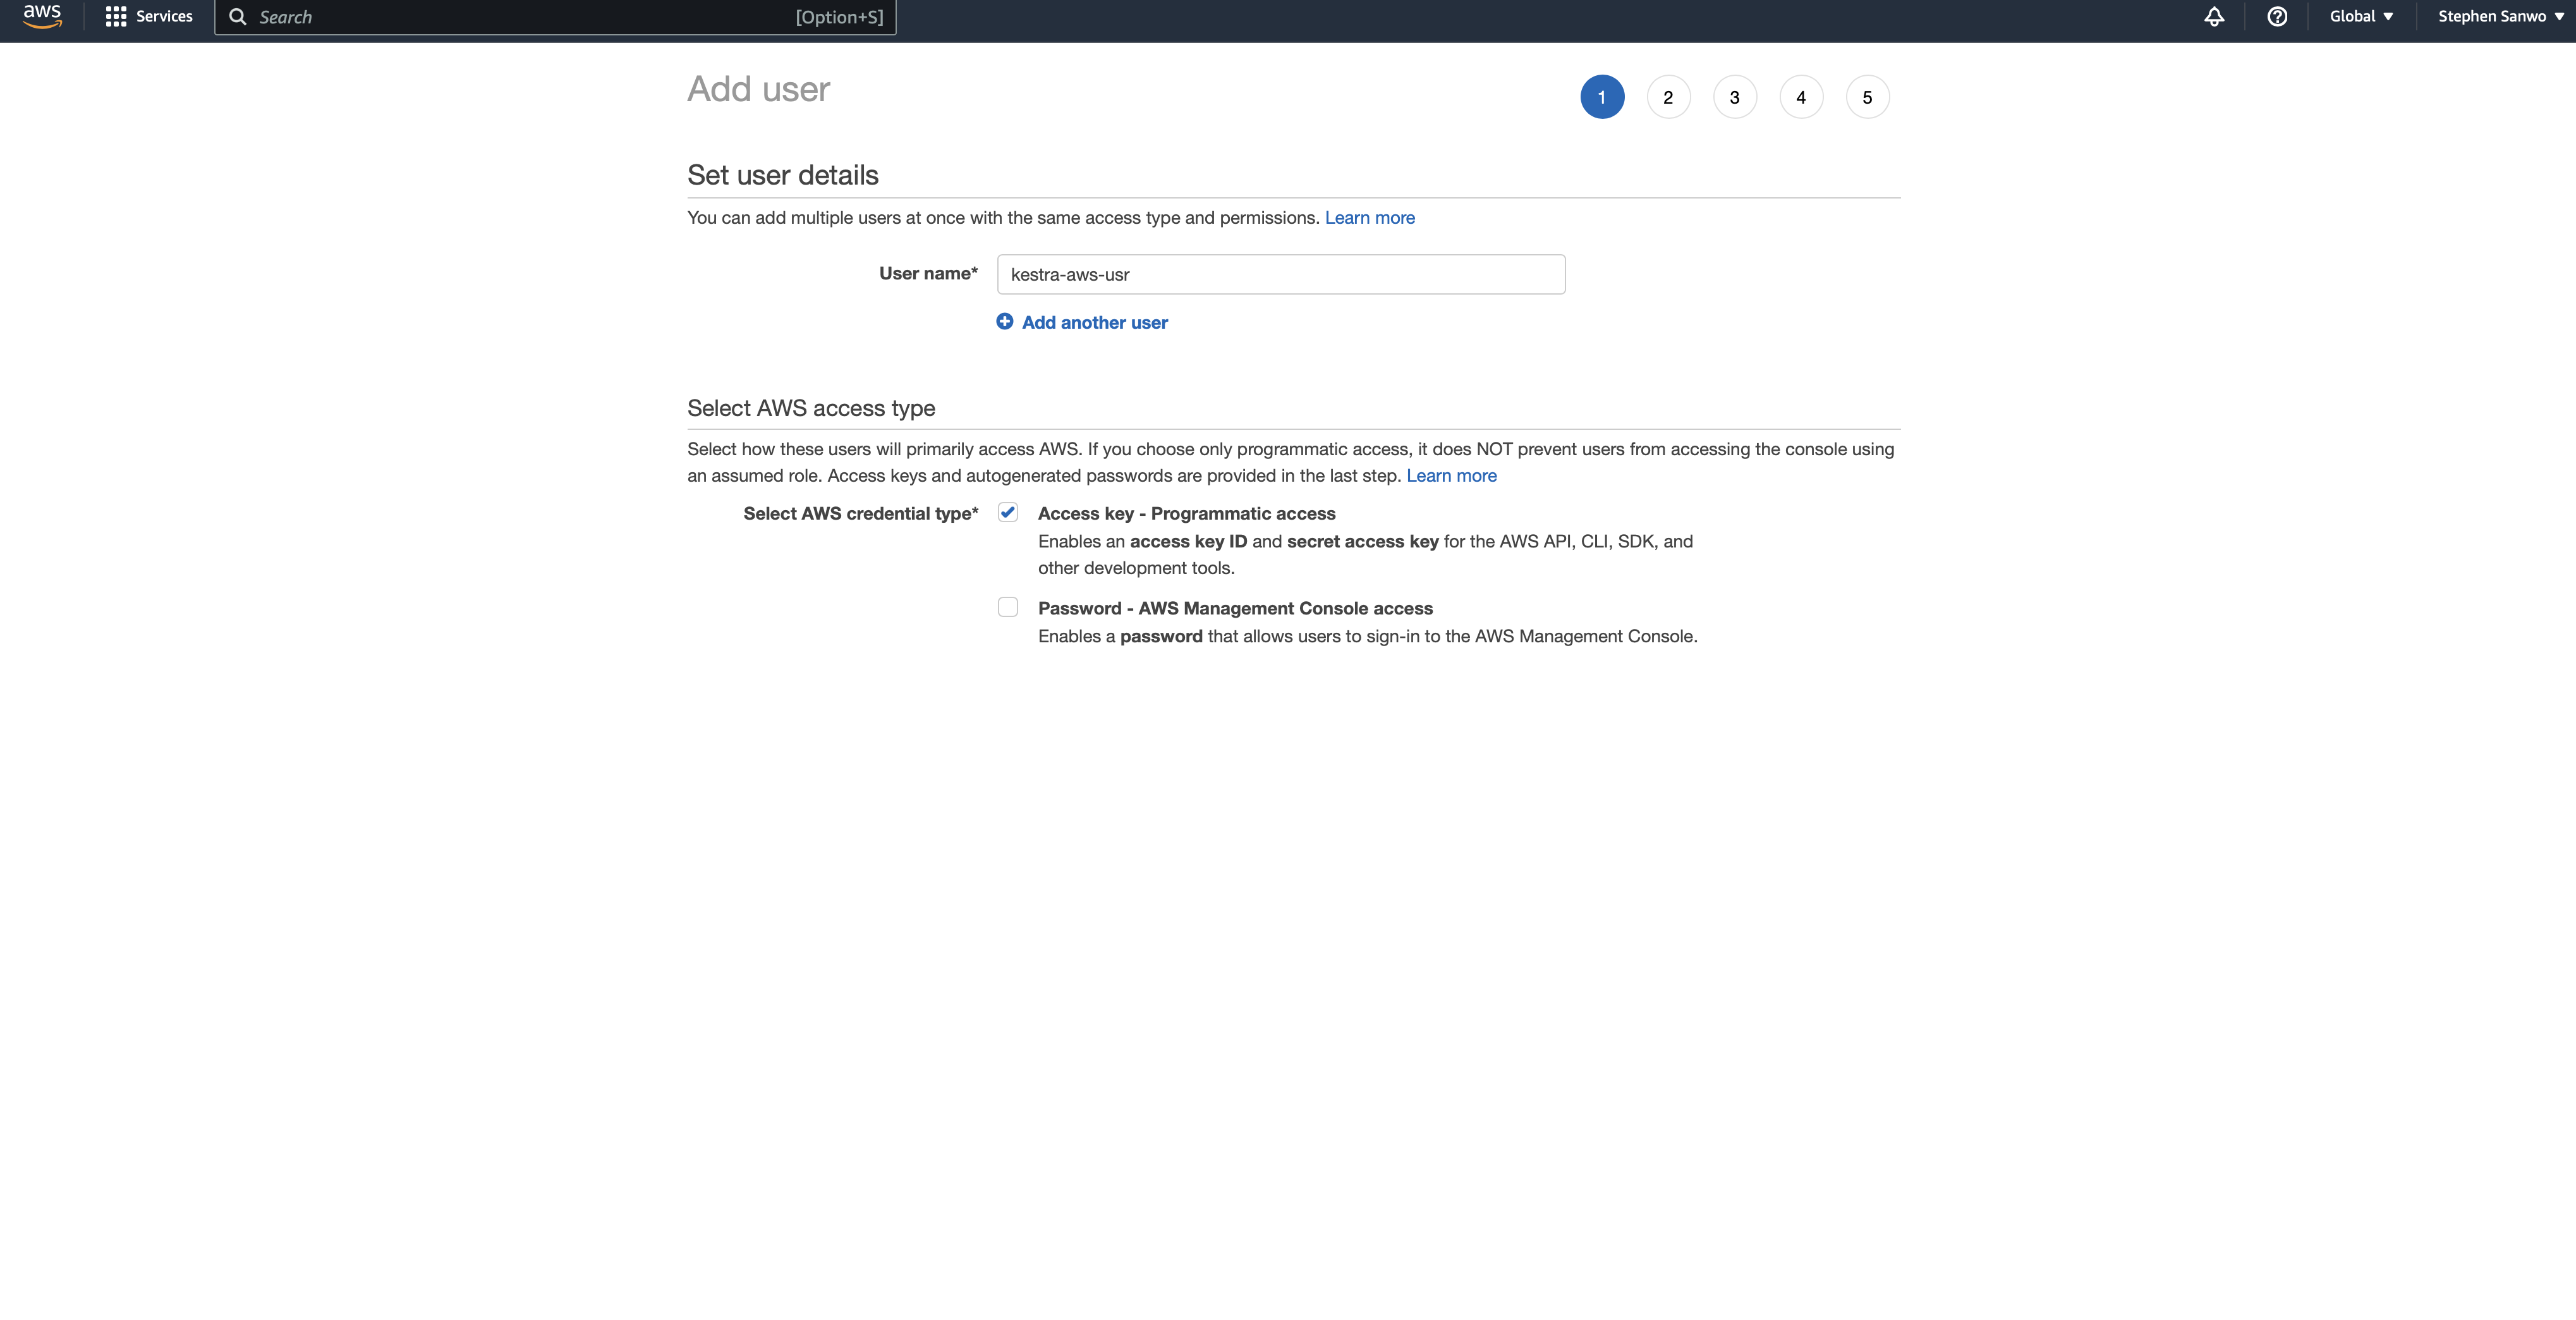 aws Services Search [Option+S] Global Stephen Sanwo
Add user 1 2 3 4 5
Set user details
You can add multiple users at once with the same access type and permissions. Learn more
User name* kestra-aws-usr
Add another user
Select AWS access type
Select how these users will primarily access AWS. If you choose only programmatic access, it does NOT prevent users from accessing the console using
an assumed role. Access keys and autogenerated passwords are provided in the last step. Learn more
Select AWS credential type* Access key - Programmatic access
Enables an access key ID and secret access key for the AWS API, CLI, SDK, and
other development tools.
Password - AWS Management Console access
Enables a password that allows users to sign-in to the AWS Management Console.